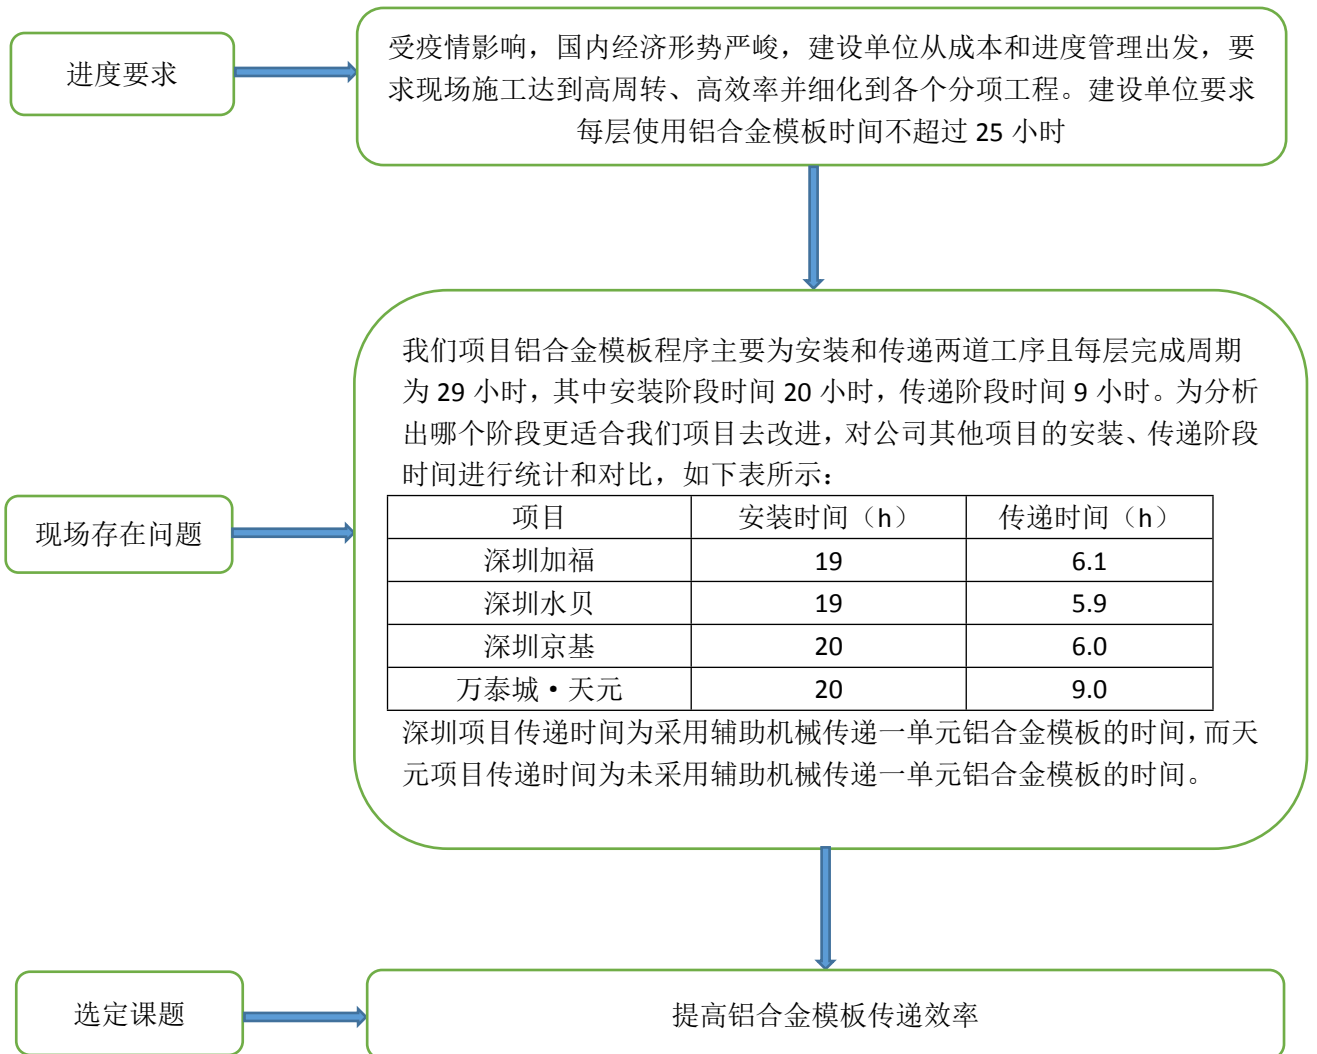 进度要求
受疫情影响，国内经济形势严峻，建设单位从成本和进度管理出发，要
求现场施工达到高周转、高效率并细化到各个分项工程。建设单位要求
每层使用铝合金模板时间不超过 25 小时
现场存在问题
我们项目铝合金模板程序主要为安装和传递两道工序且每层完成周期
为 29 小时，其中安装阶段时间 20 小时，传递阶段时间 9 小时。为分析
出哪个阶段更适合我们项目去改进，对公司其他项目的安装、传递阶段
时间进行统计和对比，如下表所示：
项目 安装时间（h） 传递时间（h）
深圳加福 19 6.1
深圳水贝 19 5.9
深圳京基 20 6.0
万泰城·天元 20 9.0
深圳项目传递时间为采用辅助机械传递一单元铝合金模板的时间，而天
元项目传递时间为未采用辅助机械传递一单元铝合金模板的时间。
选定课题
提高铝合金模板传递效率